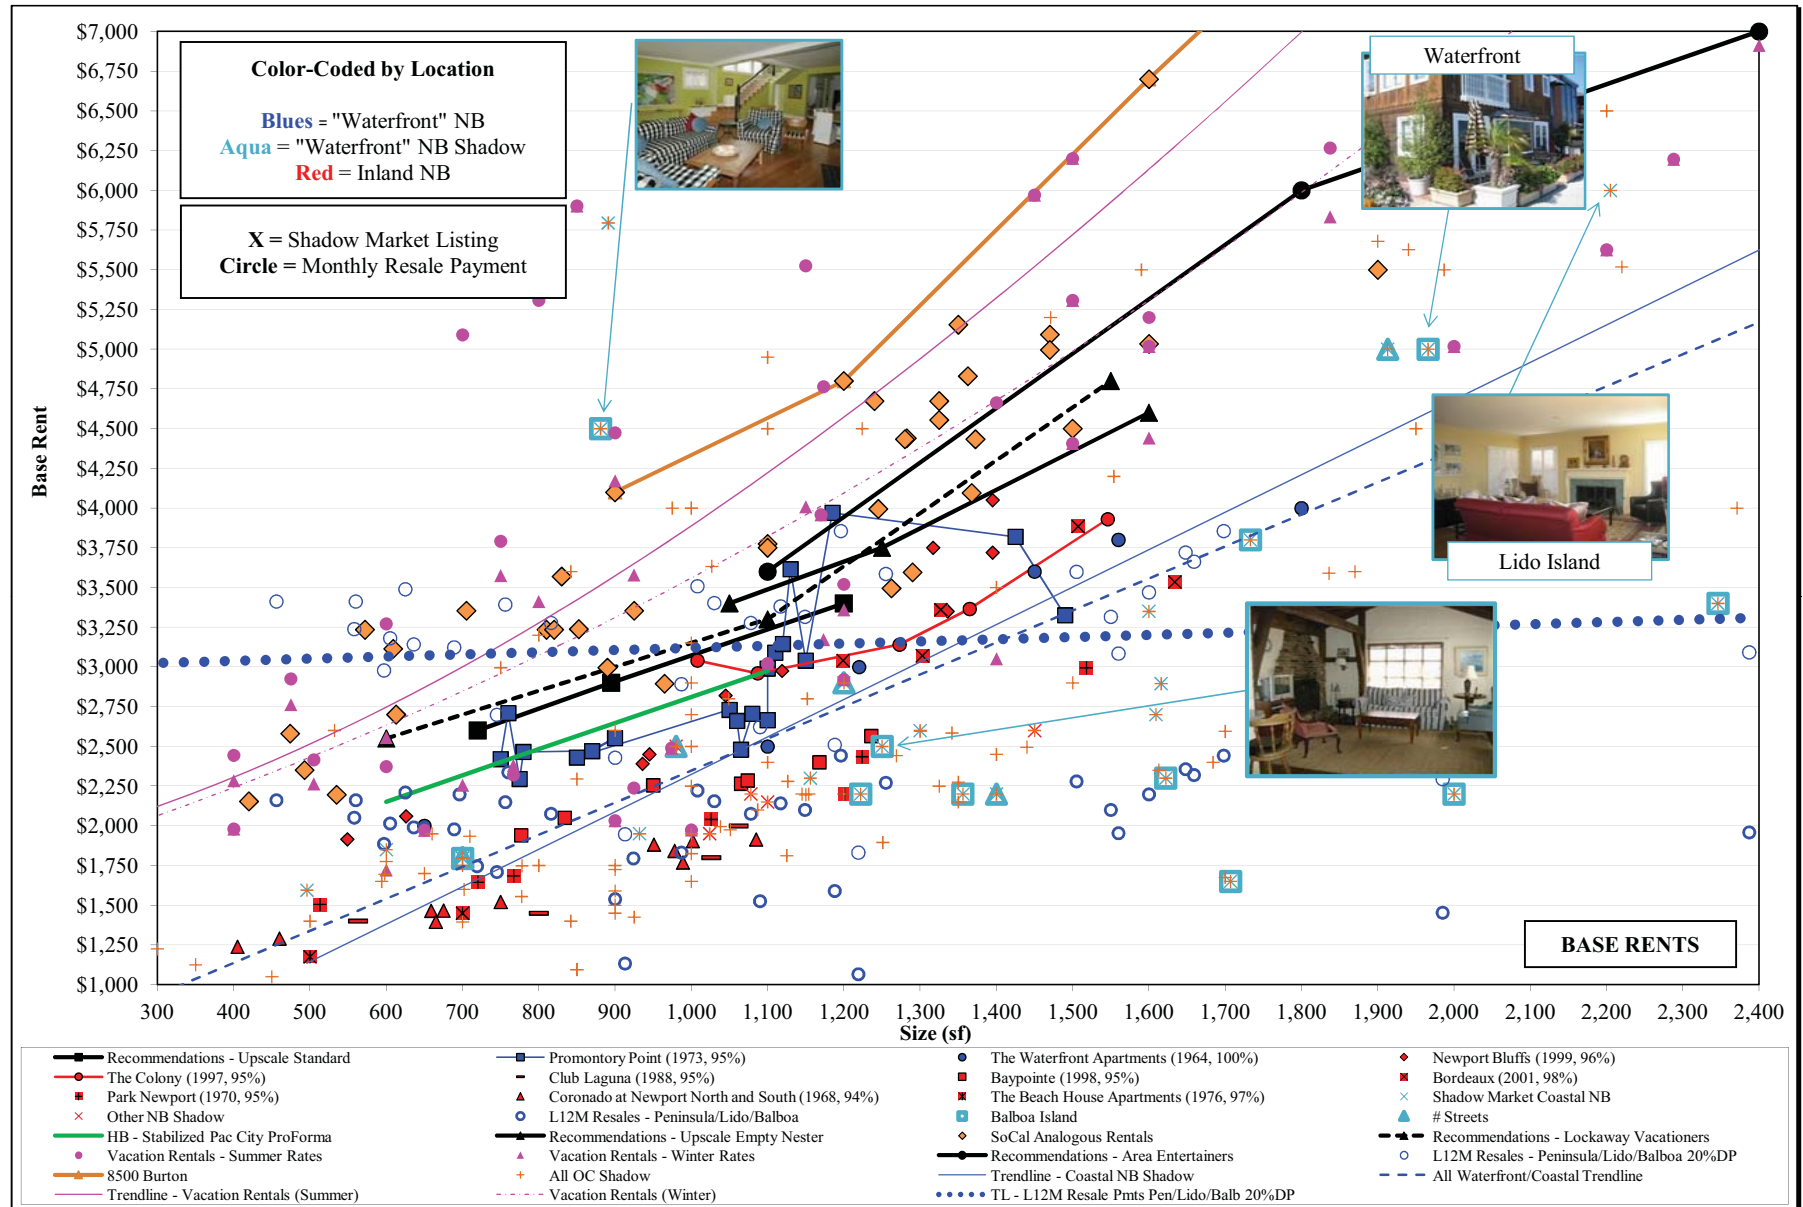 $7,000
$6,750
$6,500
$6,250
$6,000
$5,750
$5,500
$5,250
$5,000
$4,750
$4,500
$4,250
$4,000
$3,750
$3,500
$3,250
$3,000
$2,750
$2,500
$2,250
$2,000
$1,750
$1,500
$1,250
$1,000
Base Rent
Color-Coded by Location
Blues = "Waterfront" NB
Aqua = "Waterfront" NB Shadow
Red = Inland NB
X = Shadow Market Listing
Circle = Monthly Resale Payment
Waterfront
Lido Island
BASE RENTS
300 400 500 600 700 800 900 1,000 1,100 1,200 1,300 1,400 1,500 1,600 1,700 1,800 1,900 2,000 2,100 2,200 2,300 2,400
Size (sf)
Recommendations - Upscale Standard
Promontory Point (1973, 95%)
The Waterfront Apartments (1964, 100%)
Newport Bluffs (1999, 96%)
The Colony (1997, 95%)
Club Laguna (1988, 95%)
Baypointe (1998, 95%)
Bordeaux (2001, 98%)
Park Newport (1970, 95%)
Coronado at Newport North and South (1968, 94%)
The Beach House Apartments (1976, 97%)
Shadow Market Coastal NB
Other NB Shadow
L12M Resales - Peninsula/Lido/Balboa
Balboa Island
# Streets
HB - Stabilized Pac City ProForma
Recommendations - Upscale Empty Nester
SoCal Analogous Rentals
Recommendations - Lockaway Vacationers
Vacation Rentals - Summer Rates
Vacation Rentals - Winter Rates
Recommendations - Area Entertainers
L12M Resales - Peninsula/Lido/Balboa 20%DP
8500 Burton
All OC Shadow
Trendline - Coastal NB Shadow
All Waterfront/Coastal Trendline
Trendline - Vacation Rentals (Summer)
Vacation Rentals (Winter)
TL - L12M Resale Pmts Pen/Lido/Balb 20%DP